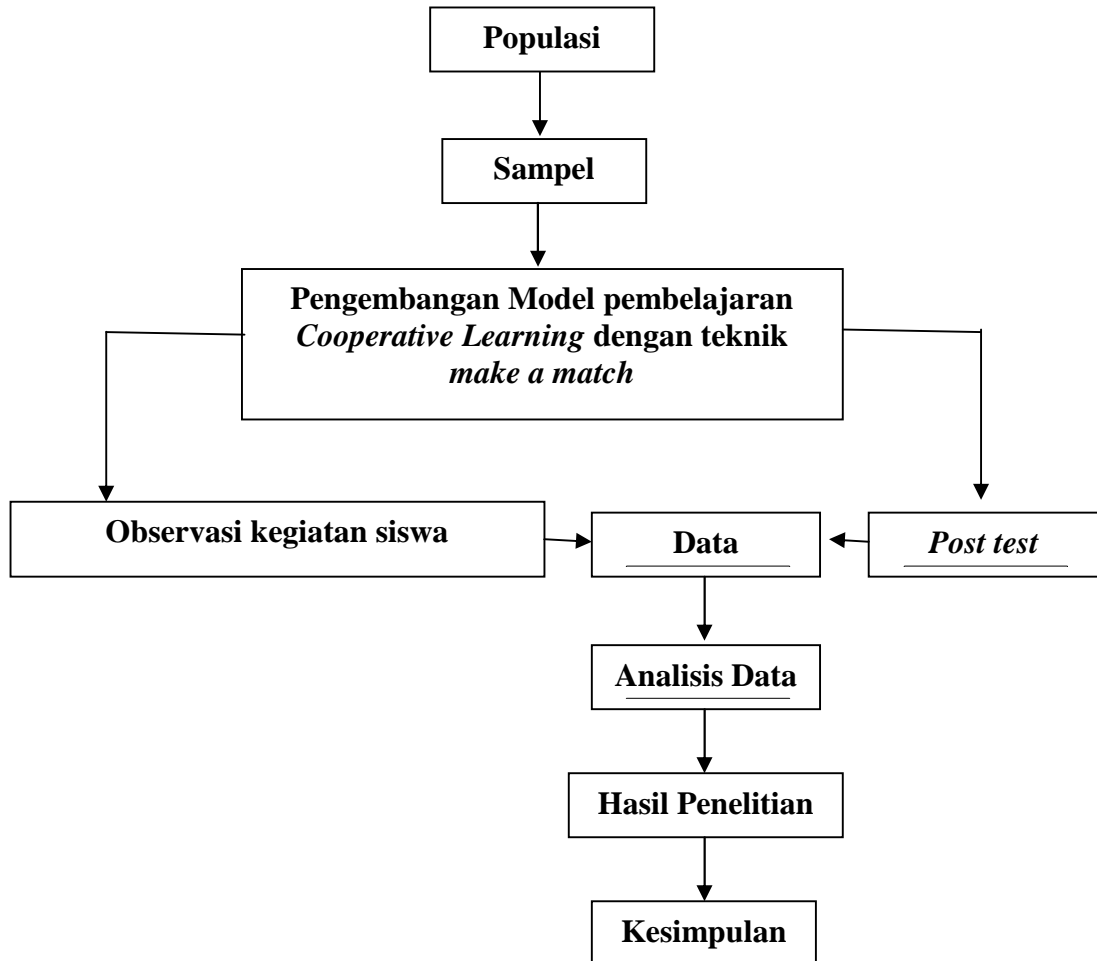 Populasi
Sampel
Pengembangan Model pembelajaran
Cooperative Learning dengan teknik
make a match
Observasi kegiatan siswa
Data
Post test
Analisis Data
Hasil Penelitian
Kesimpulan